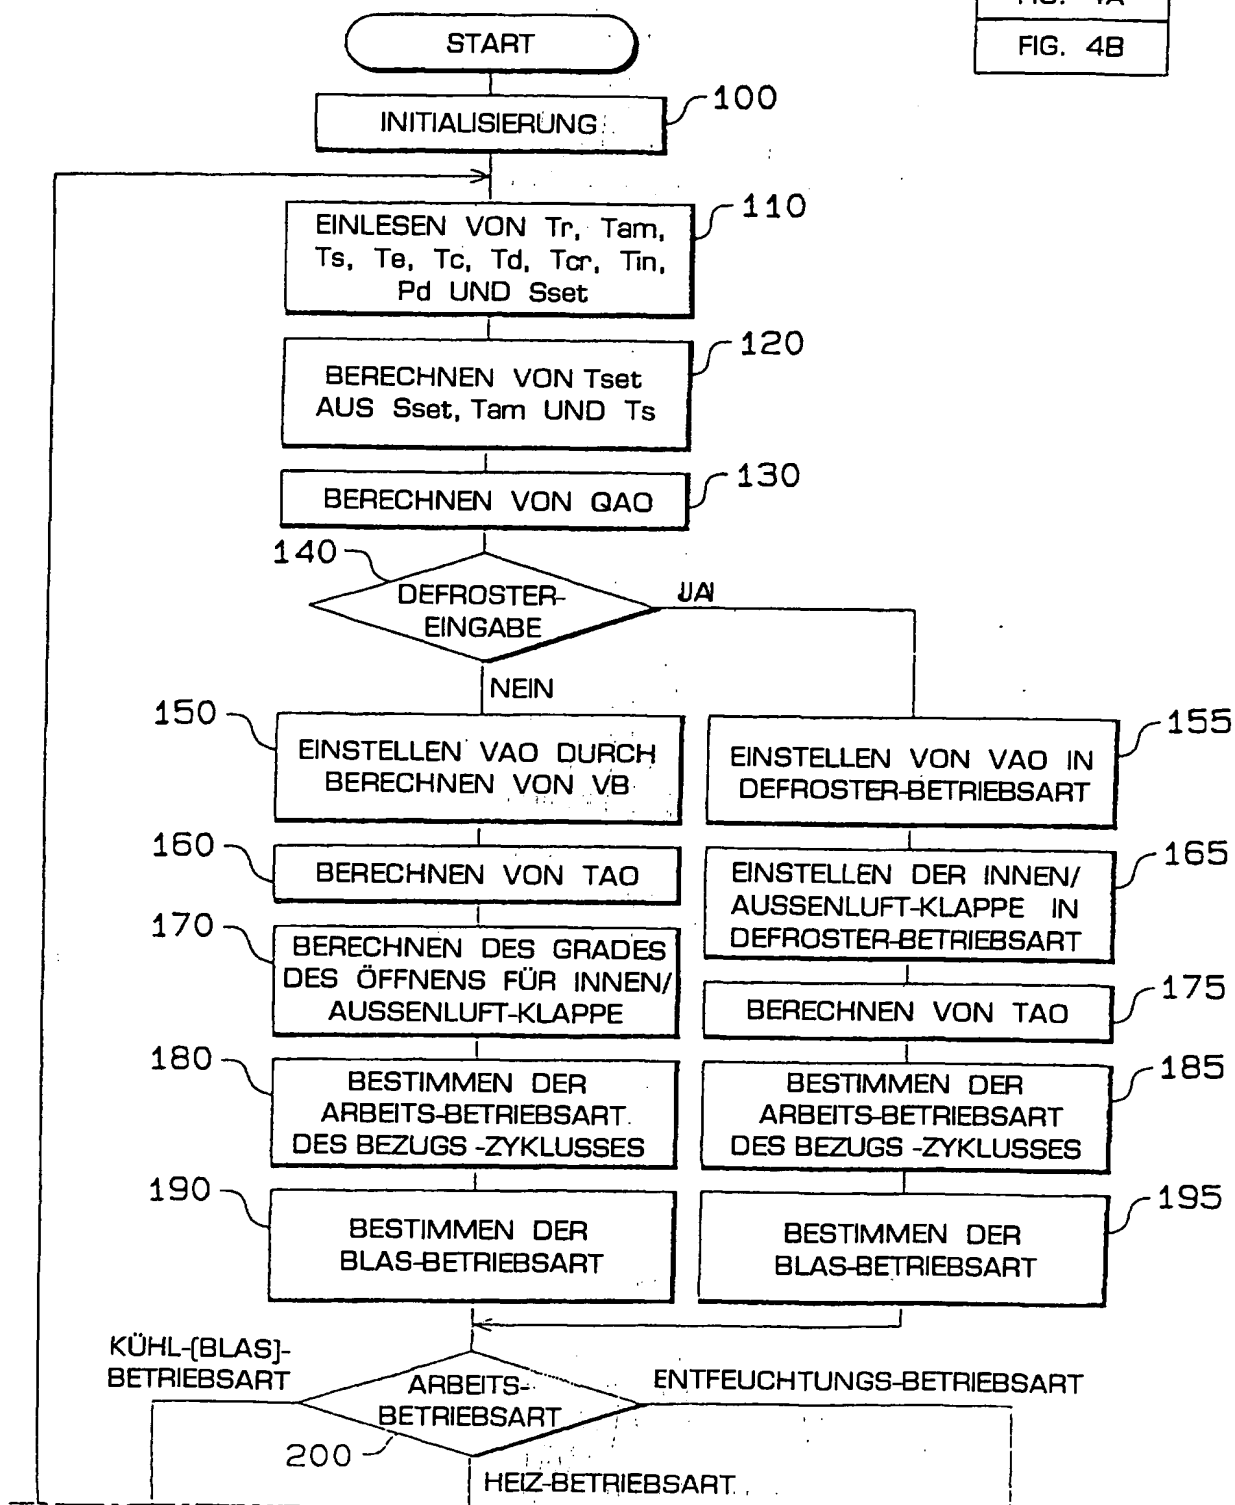 FIG. 4A
FIG. 4B
START
INITIALISIERUNG
100
EINLESEN VON Tr, Tam,
Ts, Te, Tc, Td, Tcr, Tin,
Pd UND Sset
110
BERECHNEN VON Tset
AUS Sset, Tam UND Ts
120
BERECHNEN VON QAO
130
140
DEFROSTER-
EINGABE
JA
NEIN
150
EINSTELLEN VAO DURCH
BERECHNEN VON VB
EINSTELLEN VON VAO IN
DEFROSTER-BETRIEBSART
155
160
BERECHNEN VON TAO
EINSTELLEN DER INNEN/
AUSSENLUFT-KLAPPE IN
DEFROSTER-BETRIEBSART
165
170
BERECHNEN DES GRADES
DES ÖFFNENS FÜR INNEN/
AUSSENLUFT-KLAPPE
BERECHNEN VON TAO
175
180
BESTIMMEN DER
ARBEITS-BETRIEBSART
DES BEZUGS-ZYKLUSSES
BESTIMMEN DER
ARBEITS-BETRIEBSART
DES BEZUGS-ZYKLUSSES
185
190
BESTIMMEN DER
BLAS-BETRIEBSART
BESTIMMEN DER
BLAS-BETRIEBSART
195
KÜHL-[BLAS]-
BETRIEBSART
ARBEITS-
BETRIEBSART
ENTFEUCHTUNGS-BETRIEBSART
200
HEIZ-BETRIEBSART